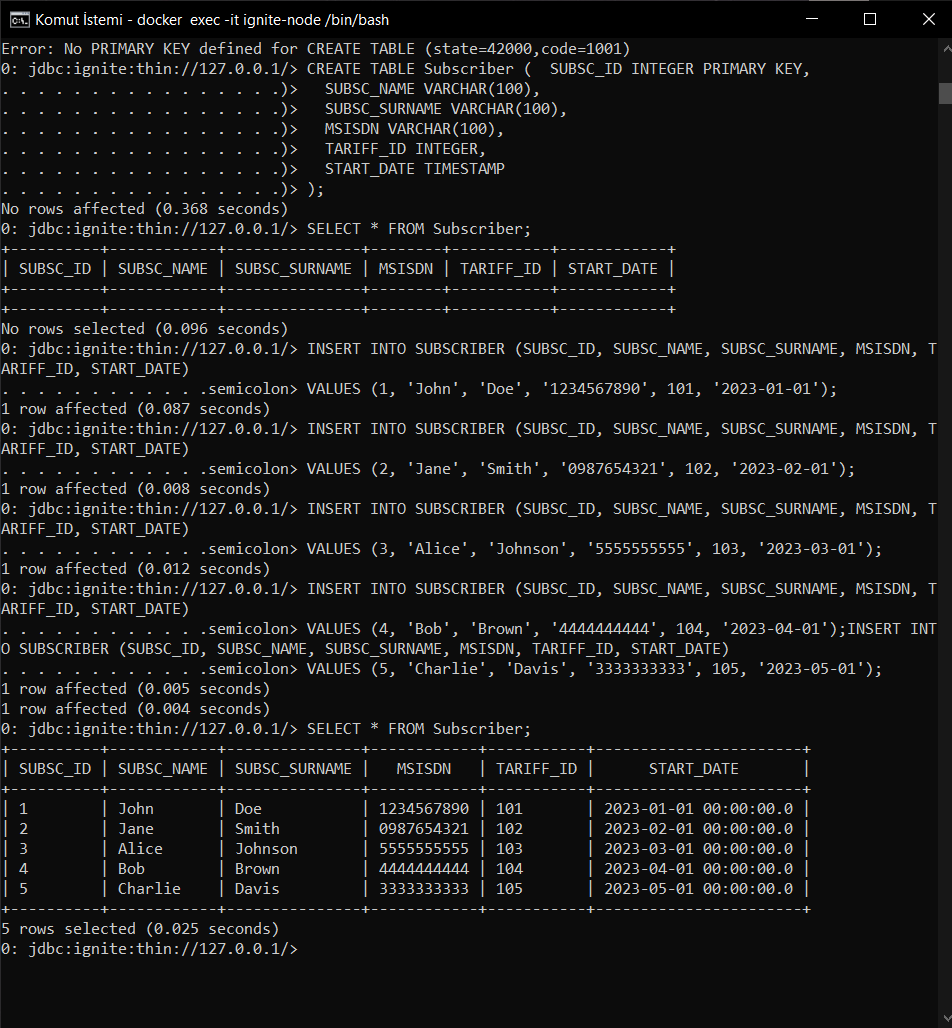 Komut İstemi - docker  exec -it ignite-node /bin/bash
Error: No PRIMARY KEY defined for CREATE TABLE (state=42000,code=1001)
0: jdbc:ignite:thin://127.0.0.1/> CREATE TABLE Subscriber (  SUBSC_ID INTEGER PRIMARY KEY,
. . . . . . . . . . . . . . . .)>   SUBSC_NAME VARCHAR(100),
. . . . . . . . . . . . . . . .)>   SUBSC_SURNAME VARCHAR(100),
. . . . . . . . . . . . . . . .)>   MSISDN VARCHAR(100),
. . . . . . . . . . . . . . . .)>   TARIFF_ID INTEGER,
. . . . . . . . . . . . . . . .)>   START_DATE TIMESTAMP
. . . . . . . . . . . . . . . .)> );
No rows affected (0.368 seconds)
0: jdbc:ignite:thin://127.0.0.1/> SELECT * FROM Subscriber;
+----------+------------+---------------+--------+-----------+------------+
| SUBSC_ID | SUBSC_NAME | SUBSC_SURNAME | MSISDN | TARIFF_ID | START_DATE |
+----------+------------+---------------+--------+-----------+------------+
+----------+------------+---------------+--------+-----------+------------+
No rows selected (0.096 seconds)
0: jdbc:ignite:thin://127.0.0.1/> INSERT INTO SUBSCRIBER (SUBSC_ID, SUBSC_NAME, SUBSC_SURNAME, MSISDN, T
ARIFF_ID, START_DATE)
. . . . . . . . . . . .semicolon> VALUES (1, 'John', 'Doe', '1234567890', 101, '2023-01-01');
1 row affected (0.087 seconds)
0: jdbc:ignite:thin://127.0.0.1/> INSERT INTO SUBSCRIBER (SUBSC_ID, SUBSC_NAME, SUBSC_SURNAME, MSISDN, T
ARIFF_ID, START_DATE)
. . . . . . . . . . . .semicolon> VALUES (2, 'Jane', 'Smith', '0987654321', 102, '2023-02-01');
1 row affected (0.008 seconds)
0: jdbc:ignite:thin://127.0.0.1/> INSERT INTO SUBSCRIBER (SUBSC_ID, SUBSC_NAME, SUBSC_SURNAME, MSISDN, T
ARIFF_ID, START_DATE)
. . . . . . . . . . . .semicolon> VALUES (3, 'Alice', 'Johnson', '5555555555', 103, '2023-03-01');
1 row affected (0.012 seconds)
0: jdbc:ignite:thin://127.0.0.1/> INSERT INTO SUBSCRIBER (SUBSC_ID, SUBSC_NAME, SUBSC_SURNAME, MSISDN, T
ARIFF_ID, START_DATE)
. . . . . . . . . . . .semicolon> VALUES (4, 'Bob', 'Brown', '4444444444', 104, '2023-04-01');INSERT INT
O SUBSCRIBER (SUBSC_ID, SUBSC_NAME, SUBSC_SURNAME, MSISDN, TARIFF_ID, START_DATE)
. . . . . . . . . . . .semicolon> VALUES (5, 'Charlie', 'Davis', '3333333333', 105, '2023-05-01');
1 row affected (0.005 seconds)
1 row affected (0.004 seconds)
0: jdbc:ignite:thin://127.0.0.1/> SELECT * FROM Subscriber;
+----------+------------+---------------+------------+-----------+-----------------------+
| SUBSC_ID | SUBSC_NAME | SUBSC_SURNAME |   MSISDN   | TARIFF_ID |      START_DATE       |
+----------+------------+---------------+------------+-----------+-----------------------+
| 1        | John       | Doe           | 1234567890 | 101       | 2023-01-01 00:00:00.0 |
| 2        | Jane       | Smith         | 0987654321 | 102       | 2023-02-01 00:00:00.0 |
| 3        | Alice      | Johnson       | 5555555555 | 103       | 2023-03-01 00:00:00.0 |
| 4        | Bob        | Brown         | 4444444444 | 104       | 2023-04-01 00:00:00.0 |
| 5        | Charlie    | Davis         | 3333333333 | 105       | 2023-05-01 00:00:00.0 |
+----------+------------+---------------+------------+-----------+-----------------------+
5 rows selected (0.025 seconds)
0: jdbc:ignite:thin://127.0.0.1/>